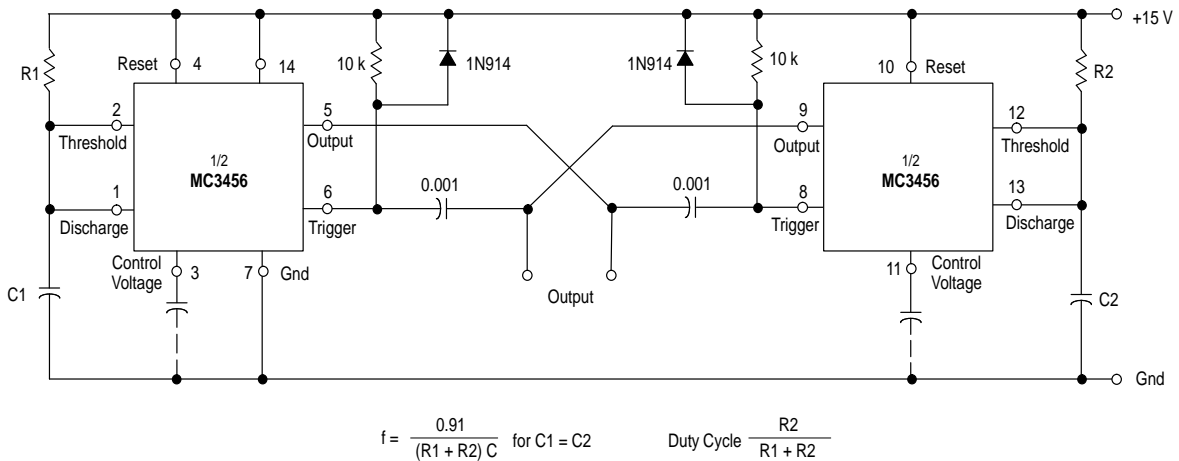 +15 V
R1
Reset
4
14
10 k
1N914
1N914
10 k
10
Reset
R2
2
Threshold
5
Output
9
Output
12
Threshold
1/2
MC3456
1/2
MC3456
1
Discharge
6
Trigger
0.001
0.001
8
Trigger
13
Discharge
Control
Voltage
3
7
Gnd
Output
11
Control
Voltage
C1
C2
Gnd
f = 0.91 / (R1 + R2) C for C1 = C2
Duty Cycle R2 / R1 + R2